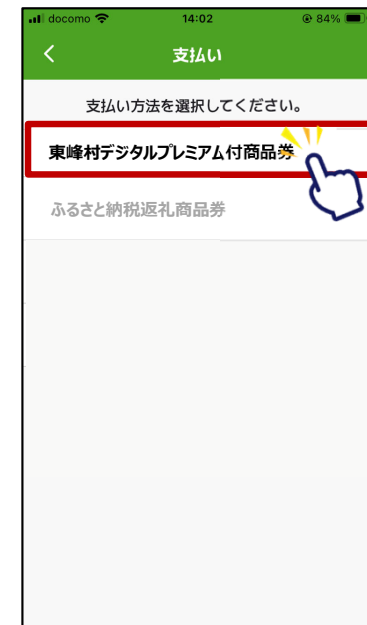 docomo 14:02 84%
支払い
支払い方法を選択してください。
東峰村デジタルプレミアム付商品券
ふるさと納税返礼商品券